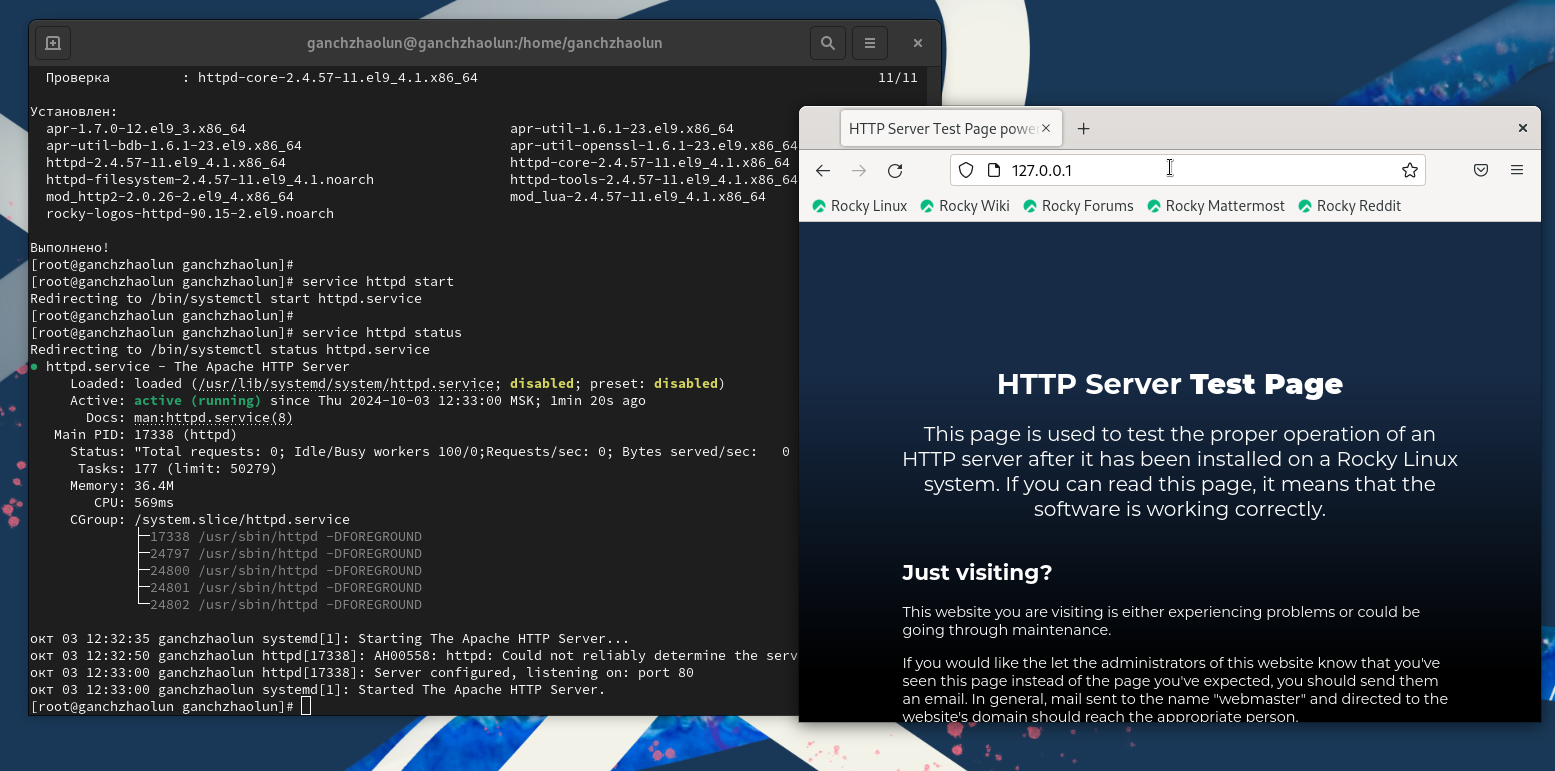 ganchzhaolun@ganchzhaolun:/home/ganchzhaolun
Проверка : httpd-core-2.4.57-11.el9_4.1.x86_64 11/11
Установлен:
apr-1.7.0-12.el9_3.x86_64 apr-util-1.6.1-23.el9.x86_64
apr-util-bdb-1.6.1-23.el9.x86_64 apr-util-openssl-1.6.1-23.el9.x86_64
httpd-2.4.57-11.el9_4.1.x86_64 httpd-core-2.4.57-11.el9_4.1.x86_64
httpd-filesystem-2.4.57-11.el9_4.1.noarch httpd-tools-2.4.57-11.el9_4.1.x86_64
mod_http2-2.0.26-2.el9_4.x86_64 mod_lua-2.4.57-11.el9_4.1.x86_64
rocky-logos-httpd-90.15-2.el9.noarch
Выполнено!
[root@ganchzhaolun ganchzhaolun]#
[root@ganchzhaolun ganchzhaolun]# service httpd start
Redirecting to /bin/systemctl start httpd.service
[root@ganchzhaolun ganchzhaolun]#
[root@ganchzhaolun ganchzhaolun]# service httpd status
Redirecting to /bin/systemctl status httpd.service
● httpd.service - The Apache HTTP Server
Loaded: loaded (/usr/lib/systemd/system/httpd.service; disabled; preset: disabled)
Active: active (running) since Thu 2024-10-03 12:33:00 MSK; 1min 20s ago
Docs: man:httpd.service(8)
Main PID: 17338 (httpd)
Status: "Total requests: 0; Idle/Busy workers 100/0;Requests/sec: 0; Bytes served/sec: 0
Tasks: 177 (limit: 50279)
Memory: 36.4M
CPU: 569ms
CGroup: /system.slice/httpd.service
├─17338 /usr/sbin/httpd -DFOREGROUND
├─24797 /usr/sbin/httpd -DFOREGROUND
├─24800 /usr/sbin/httpd -DFOREGROUND
├─24801 /usr/sbin/httpd -DFOREGROUND
└─24802 /usr/sbin/httpd -DFOREGROUND
окт 03 12:32:35 ganchzhaolun systemd[1]: Starting The Apache HTTP Server...
окт 03 12:32:50 ganchzhaolun httpd[17338]: AH00558: httpd: Could not reliably determine the serv
окт 03 12:33:00 ganchzhaolun httpd[17338]: Server configured, listening on: port 80
окт 03 12:33:00 ganchzhaolun systemd[1]: Started The Apache HTTP Server.
[root@ganchzhaolun ganchzhaolun]#
HTTP Server Test Page powe
127.0.0.1
Rocky Linux Rocky Wiki Rocky Forums Rocky Mattermost Rocky Reddit
HTTP Server Test Page
This page is used to test the proper operation of an
HTTP server after it has been installed on a Rocky Linux
system. If you can read this page, it means that the
software is working correctly.
Just visiting?
This website you are visiting is either experiencing problems or could be
going through maintenance.
If you would like the let the administrators of this website know that you've
seen this page instead of the page you've expected, you should send them
an email. In general, mail sent to the name "webmaster" and directed to the
website's domain should reach the appropriate person.